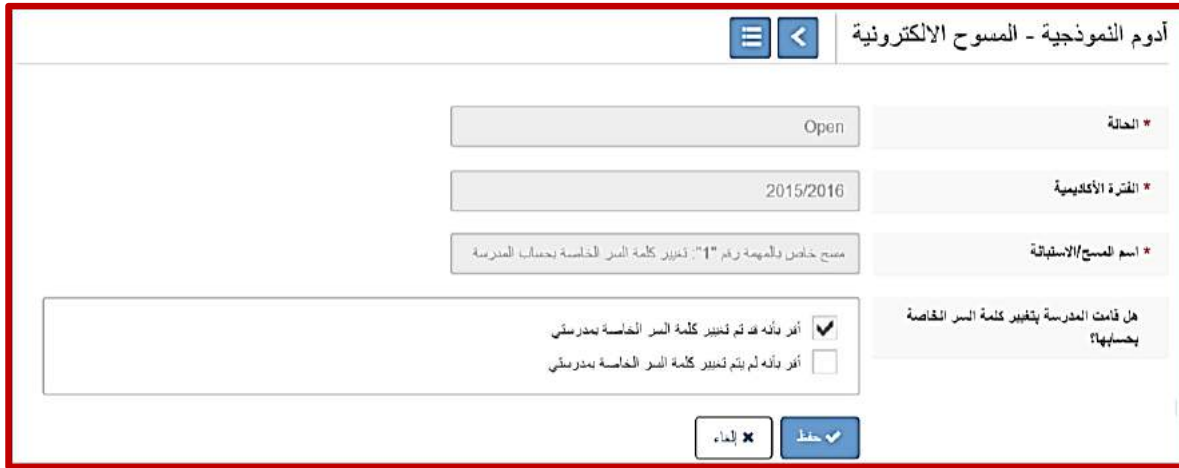 أدوم النموذجية - المسوح الالكترونية
* الحالة
Open
* الفترة الأكاديمية
2015/2016
* اسم المسح/الاستبانة
مسح خاص بالمهمة رقم "1": تغيير كلمة السر الخاصة بحساب المدرسة
هل قامت المدرسة بتغيير كلمة السر الخاصة
بحسابها؟
أقر بأنه قد تم تغيير كلمة السر الخاصة بمدرستي
أقر بأنه لم يتم تغيير كلمة السر الخاصة بمدرستي
حفظ
إلغاء